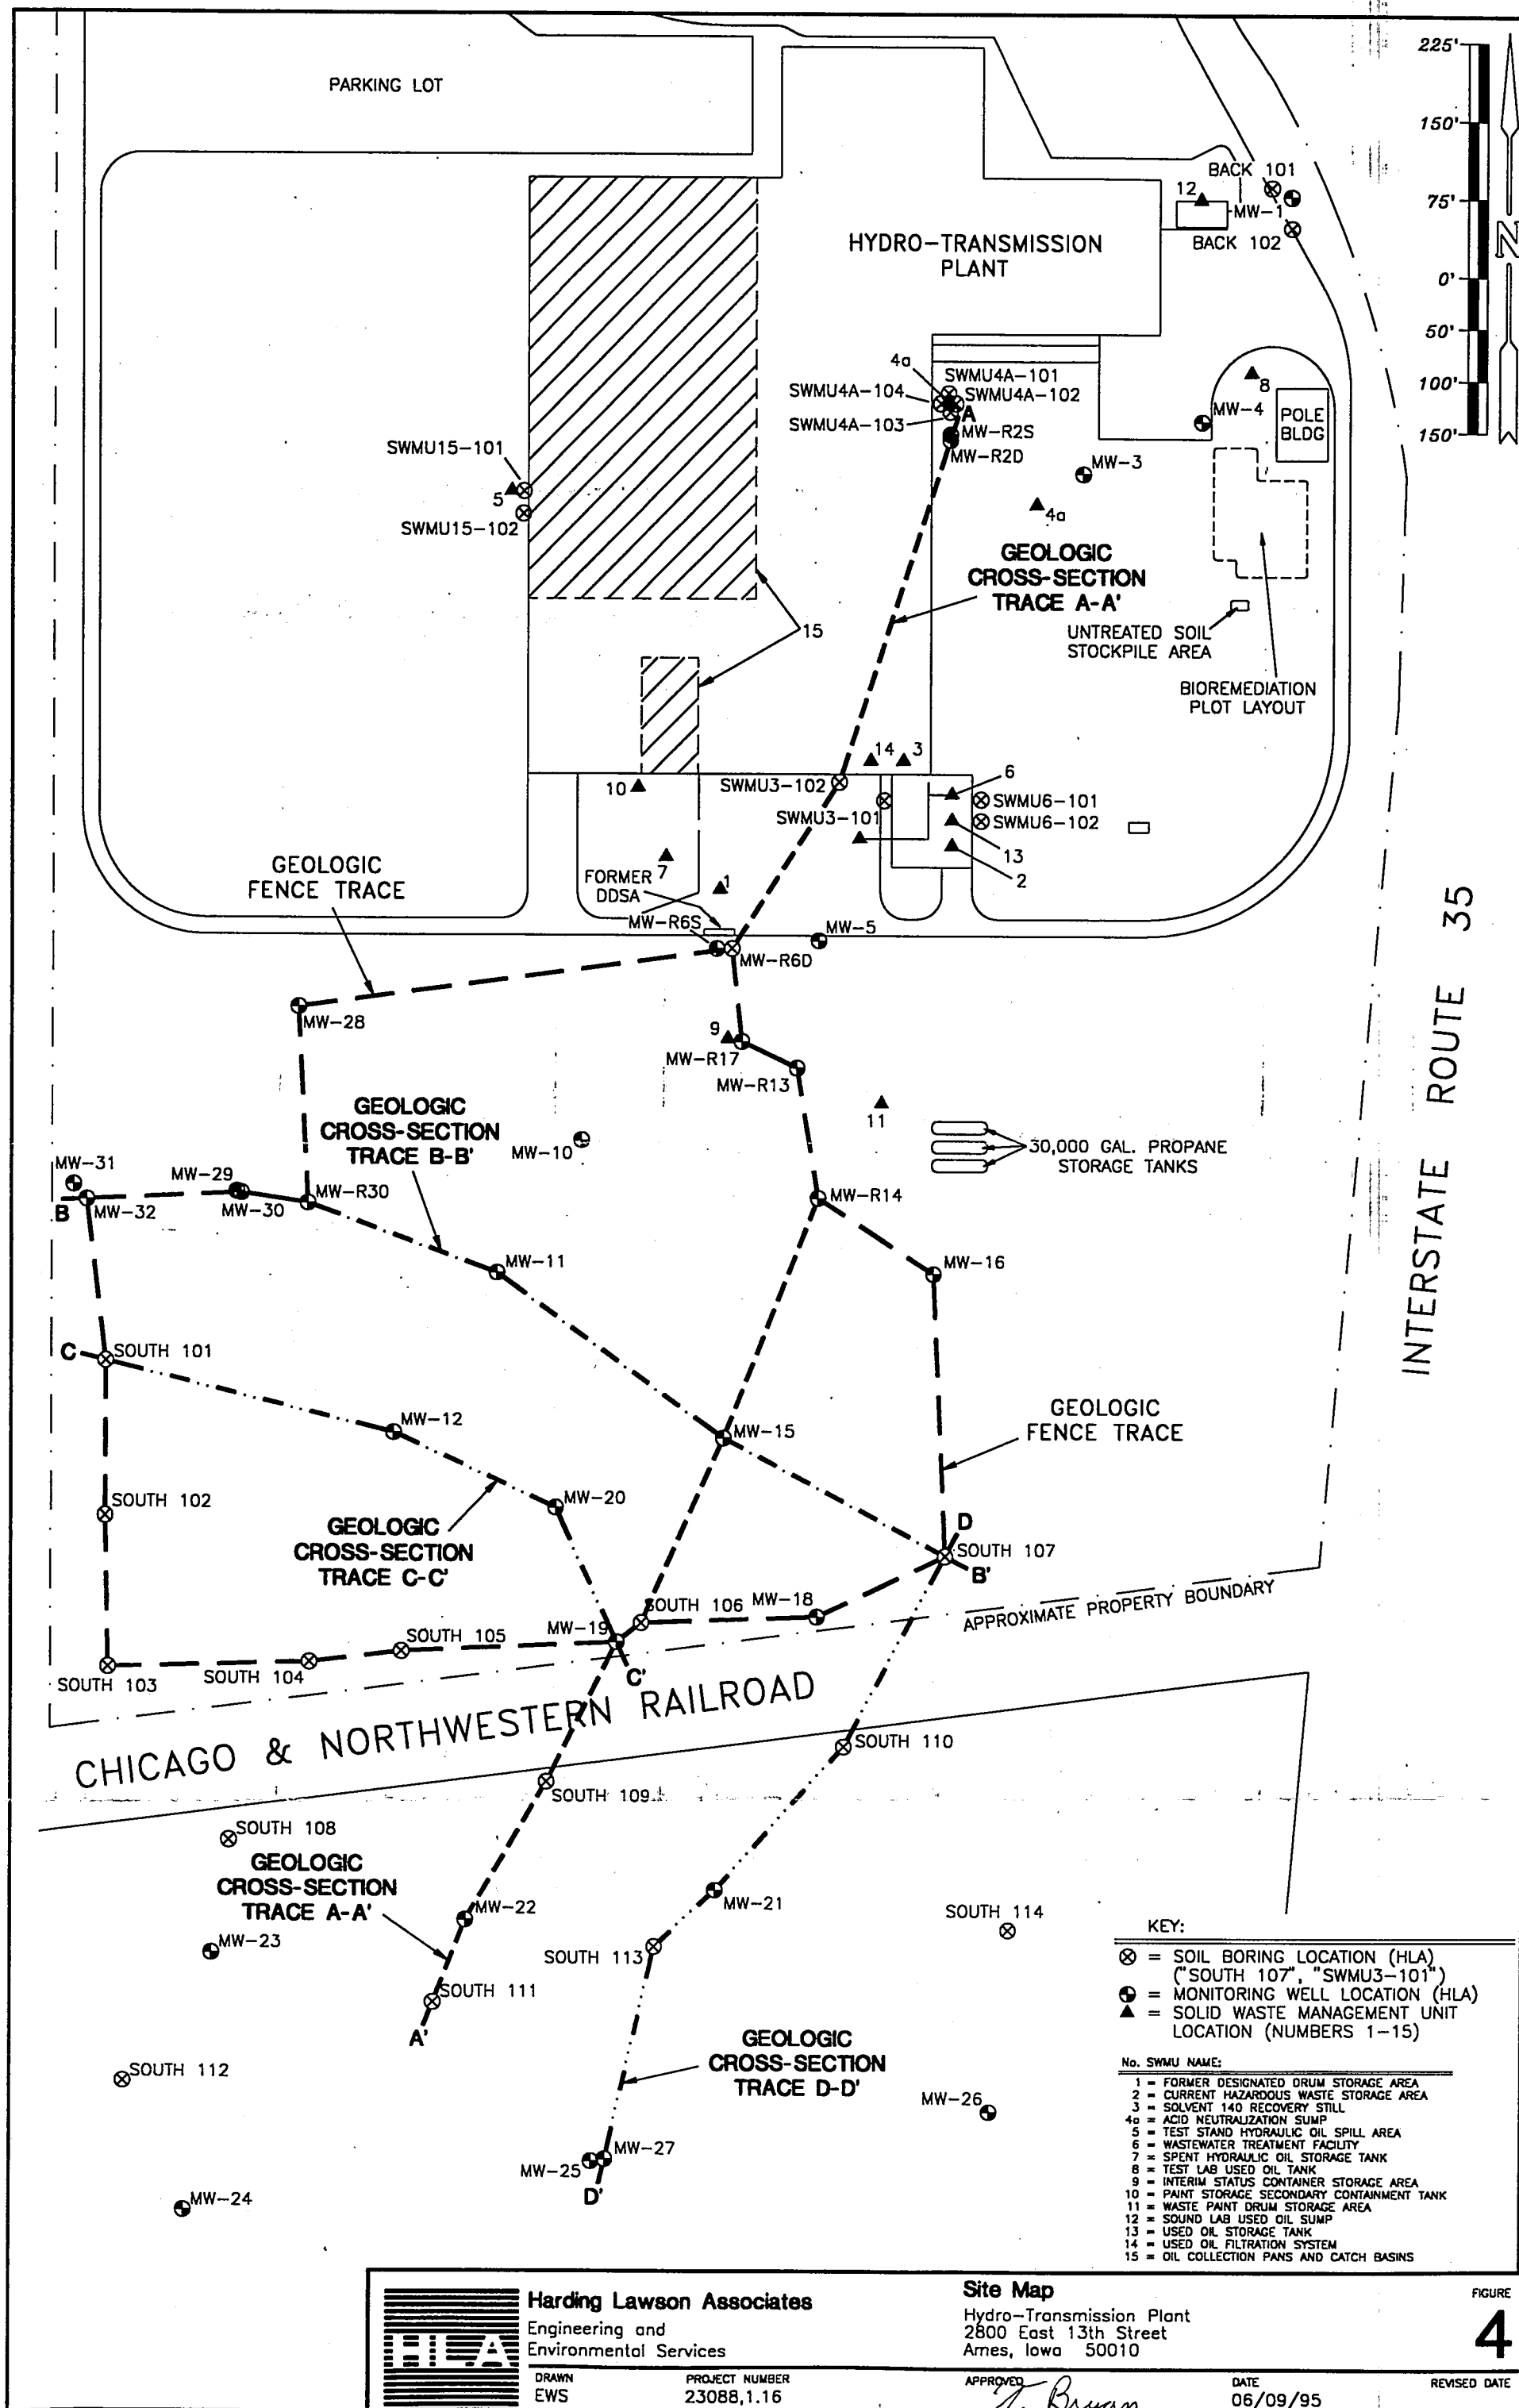 PARKING LOT
225'
150'
75'
0'
50'
100'
150'
N
BACK 101
12
MW-1
BACK 102
HYDRO-TRANSMISSION
PLANT
4a
SWMU4A-101
SWMU4A-104
SWMU4A-102
A
SWMU4A-103
MW-R2S
MW-R2D
8
MW-4
POLE
BLDG
MW-3
4a
SWMU15-101
5
SWMU15-102
GEOLOGIC
CROSS-SECTION
TRACE A-A'
UNTREATED SOIL
STOCKPILE AREA
BIOREMEDIATION
PLOT LAYOUT
15
14
3
6
10
SWMU3-102
SWMU6-101
SWMU3-101
SWMU6-102
13
2
GEOLOGIC
FENCE TRACE
7
FORMER
DDSA
1
MW-R6S
MW-5
MW-R6D
MW-28
9
MW-R17
MW-R13
11
INTERSTATE ROUTE 35
GEOLOGIC
CROSS-SECTION
TRACE B-B'
MW-10
30,000 GAL. PROPANE
STORAGE TANKS
MW-31
MW-29
MW-R30
B
MW-32
MW-30
MW-R14
MW-11
MW-16
C
SOUTH 101
MW-12
MW-15
GEOLOGIC
FENCE TRACE
SOUTH 102
MW-20
GEOLOGIC
CROSS-SECTION
TRACE C-C'
D
SOUTH 107
B'
SOUTH 106
MW-18
APPROXIMATE PROPERTY BOUNDARY
MW-19
SOUTH 105
SOUTH 104
SOUTH 103
C'
CHICAGO & NORTHWESTERN RAILROAD
SOUTH 110
SOUTH 109
SOUTH 108
GEOLOGIC
CROSS-SECTION
TRACE A-A'
MW-22
MW-21
MW-23
SOUTH 113
SOUTH 114
SOUTH 111
A'
SOUTH 112
GEOLOGIC
CROSS-SECTION
TRACE D-D'
MW-26
MW-27
MW-25
D'
MW-24
KEY:
⊗ = SOIL BORING LOCATION (HLA)
("SOUTH 107", "SWMU3-101")
= MONITORING WELL LOCATION (HLA)
▲ = SOLID WASTE MANAGEMENT UNIT
LOCATION (NUMBERS 1-15)
No. SWMU NAME:
1 = FORMER DESIGNATED DRUM STORAGE AREA
2 = CURRENT HAZARDOUS WASTE STORAGE AREA
3 = SOLVENT 140 RECOVERY STILL
4a = ACID NEUTRALIZATION SUMP
5 = TEST STAND HYDRAULIC OIL SPILL AREA
6 = WASTEWATER TREATMENT FACILITY
7 = SPENT HYDRAULIC OIL STORAGE TANK
8 = TEST LAB USED OIL TANK
9 = INTERIM STATUS CONTAINER STORAGE AREA
10 = PAINT STORAGE SECONDARY CONTAINMENT TANK
11 = WASTE PAINT DRUM STORAGE AREA
12 = SOUND LAB USED OIL SUMP
13 = USED OIL STORAGE TANK
14 = USED OIL FILTRATION SYSTEM
15 = OIL COLLECTION PANS AND CATCH BASINS
HLA
Harding Lawson Associates
Engineering and
Environmental Services
Site Map
Hydro-Transmission Plant
2800 East 13th Street
Ames, Iowa 50010
FIGURE
4
DRAWN
EWS
PROJECT NUMBER
23088,1.16
APPROVED
DATE
06/09/95
REVISED DATE